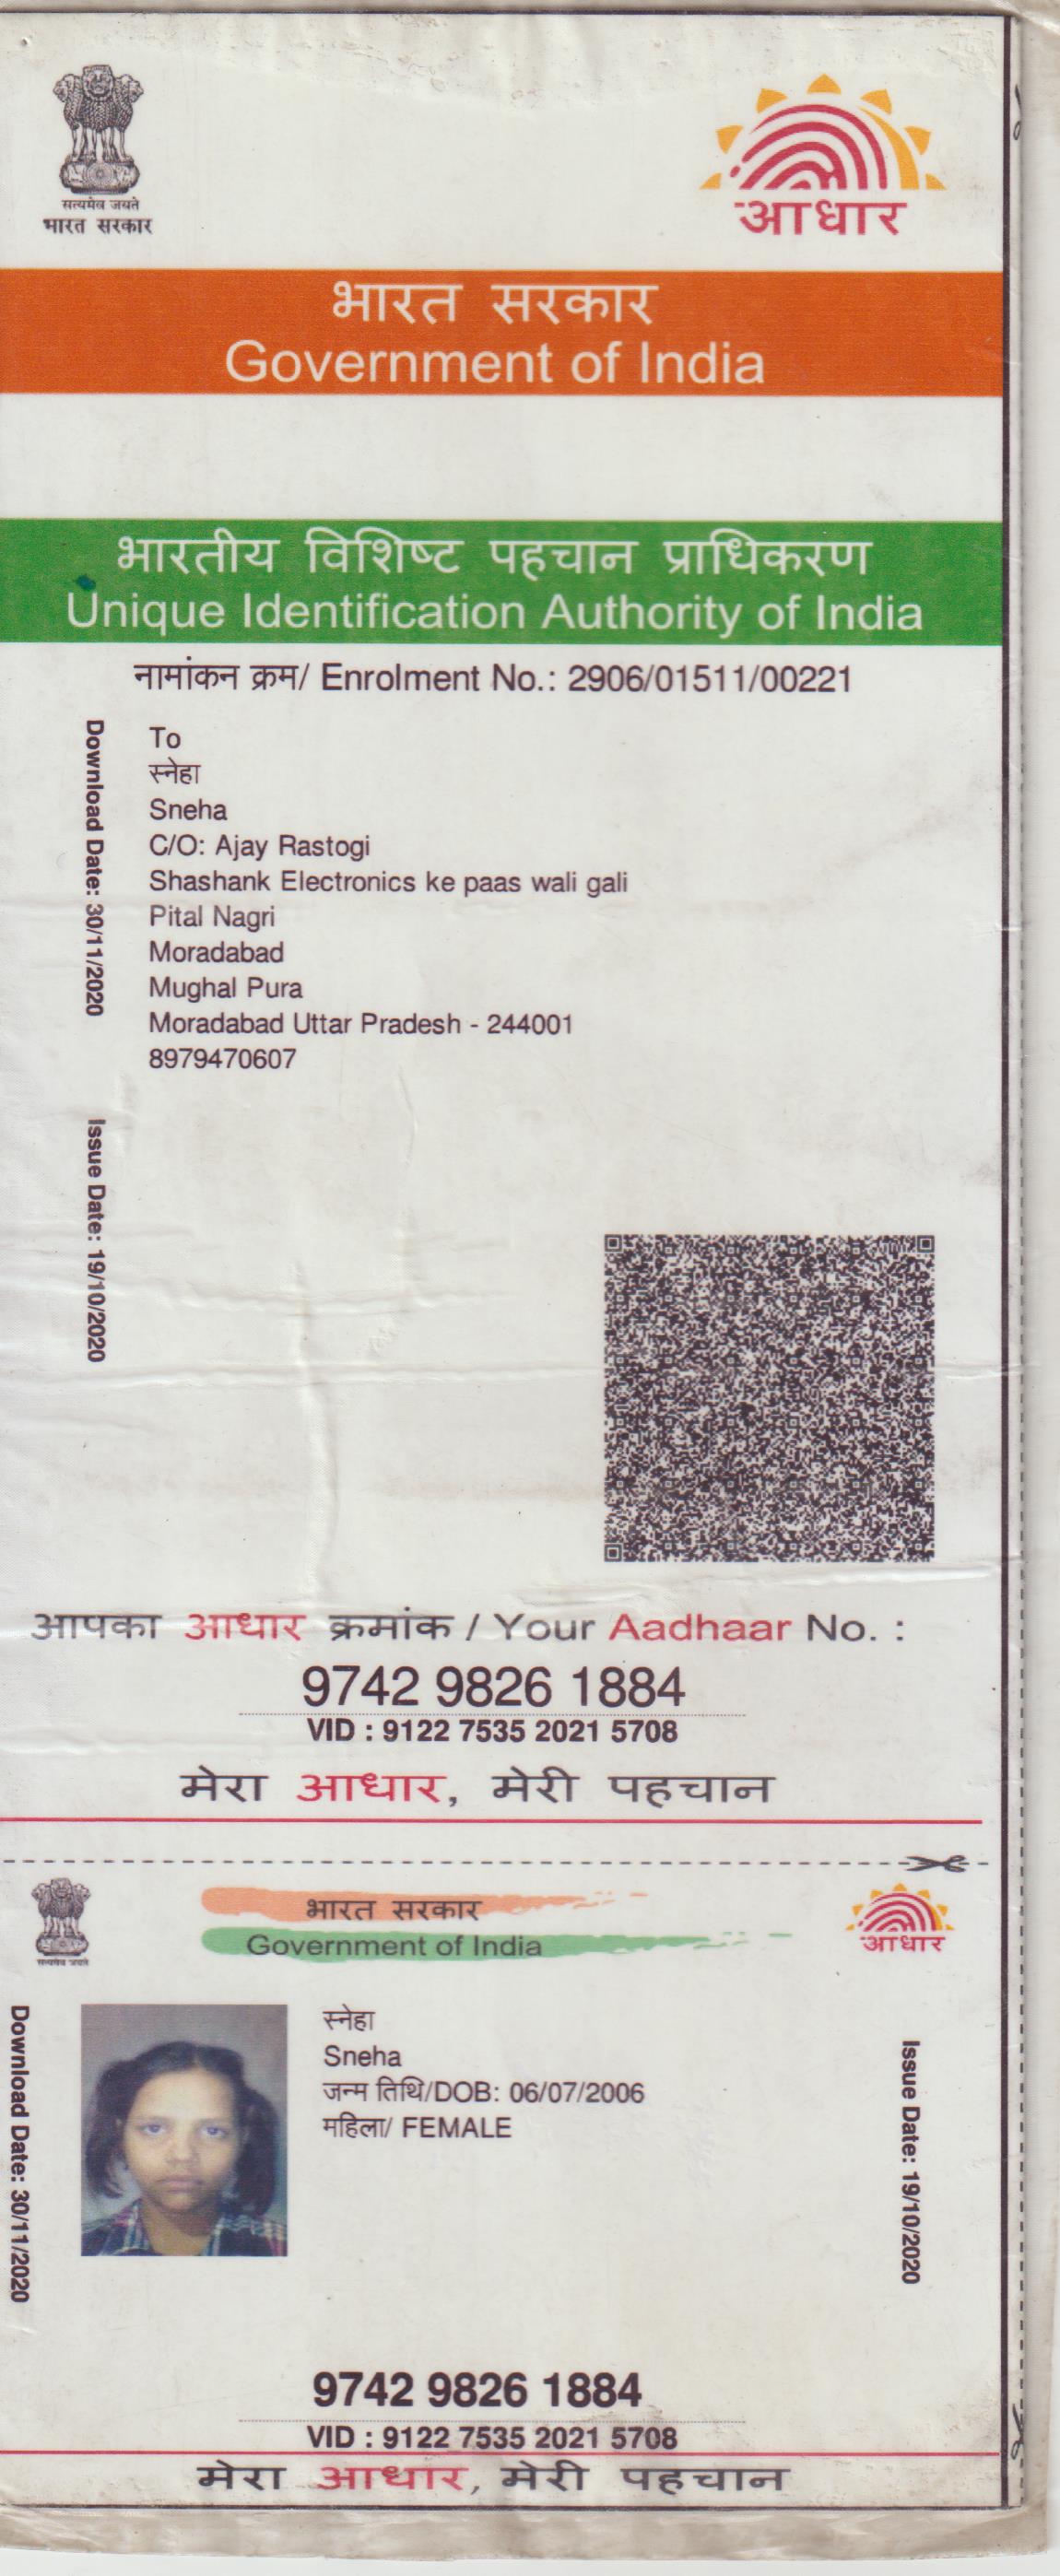 सत्यमेव जयते
भारत सरकार
आधार
भारत सरकार
Government of India
भारतीय विशिष्ट पहचान प्राधिकरण
Unique Identification Authority of India
नामांकन क्रम/ Enrolment No.: 2906/01511/00221
Download Date: 30/11/2020
Issue Date: 19/10/2020
To
स्नेहा
Sneha
C/O: Ajay Rastogi
Shashank Electronics ke paas wali gali
Pital Nagri
Moradabad
Mughal Pura
Moradabad Uttar Pradesh - 244001
8979470607
आपका आधार क्रमांक / Your Aadhaar No. :
9742 9826 1884
VID : 9122 7535 2021 5708
मेरा आधार, मेरी पहचान
सत्यमेव जयते
भारत सरकार
Government of India
आधार
Download Date: 30/11/2020
स्नेहा
Sneha
जन्म तिथि/DOB: 06/07/2006
महिला/ FEMALE
Issue Date: 19/10/2020
9742 9826 1884
VID : 9122 7535 2021 5708
मेरा आधार, मेरी पहचान